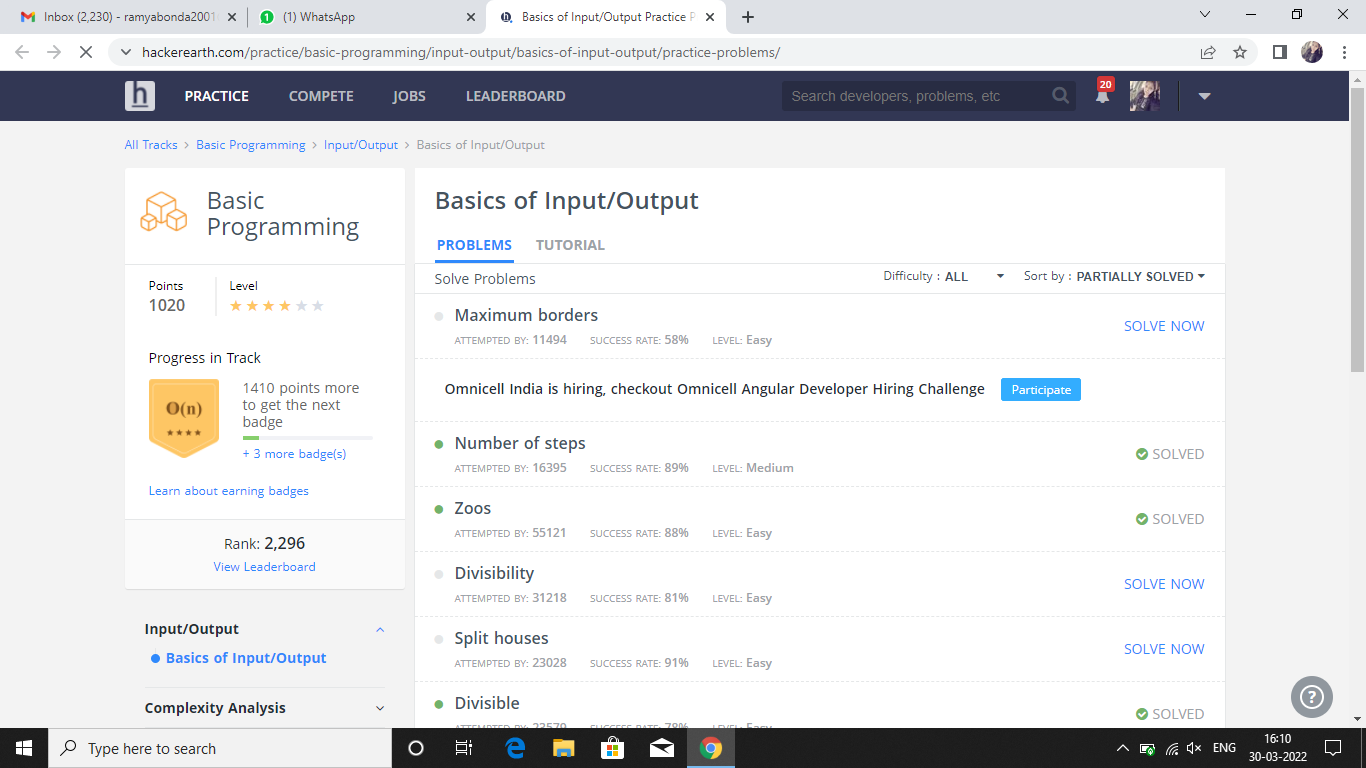 Inbox (2,230) - ramyabonda2001
(1) WhatsApp
Basics of Input/Output Practice P
hackerearth.com/practice/basic-programming/input-output/basics-of-input-output/practice-problems/
h PRACTICE COMPETE JOBS LEADERBOARD Search developers, problems, etc 20
All Tracks > Basic Programming > Input/Output > Basics of Input/Output
Basic
Programming
Points Level
1020
Progress in Track
O(n)
1410 points more
to get the next
badge
+ 3 more badge(s)
Learn about earning badges
Rank: 2,296
View Leaderboard
Input/Output
Basics of Input/Output
Complexity Analysis
Basics of Input/Output
PROBLEMS TUTORIAL
Solve Problems Difficulty : ALL Sort by : PARTIALLY SOLVED
Maximum borders
ATTEMPTED BY: 11494 SUCCESS RATE: 58% LEVEL: Easy
SOLVE NOW
Omnicell India is hiring, checkout Omnicell Angular Developer Hiring Challenge Participate
Number of steps
ATTEMPTED BY: 16395 SUCCESS RATE: 89% LEVEL: Medium
SOLVED
Zoos
ATTEMPTED BY: 55121 SUCCESS RATE: 88% LEVEL: Easy
SOLVED
Divisibility
ATTEMPTED BY: 31218 SUCCESS RATE: 81% LEVEL: Easy
SOLVE NOW
Split houses
ATTEMPTED BY: 23028 SUCCESS RATE: 91% LEVEL: Easy
SOLVE NOW
Divisible
ATTEMPTED BY: 23579 SUCCESS RATE: 78% LEVEL: Easy
SOLVED
?
Type here to search
ENG
16:10
30-03-2022